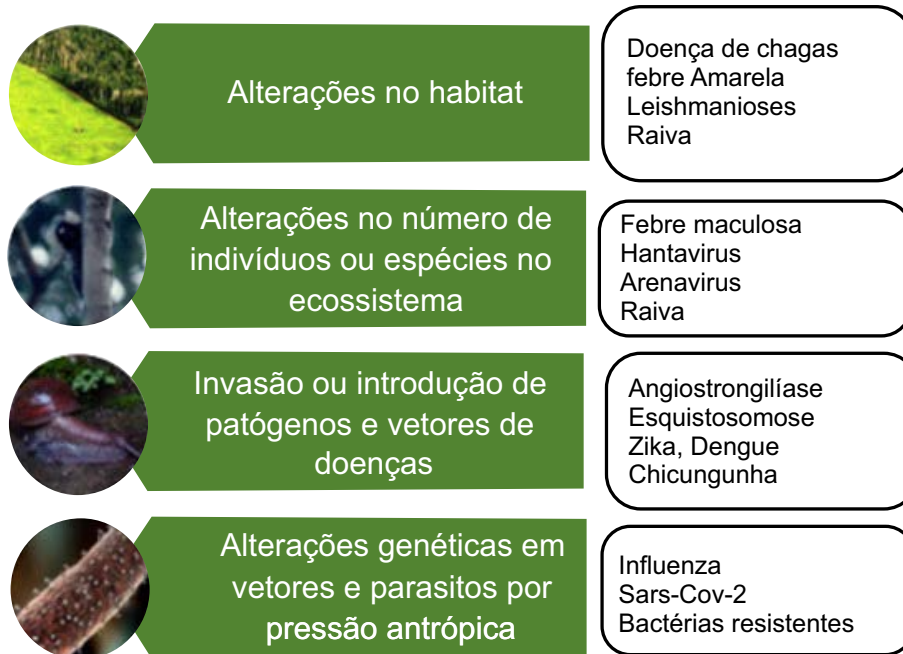 Alterações no habitat
Doença de chagas
febre Amarela
Leishmanioses
Raiva
Alterações no número de
indivíduos ou espécies no
ecossistema
Febre maculosa
Hantavirus
Arenavirus
Raiva
Invasão ou introdução de
patógenos e vetores de
doenças
Angiostrongilíase
Esquistosomose
Zika, Dengue
Chicungunha
Alterações genéticas em
vetores e parasitos por
pressão antrópica
Influenza
Sars-Cov-2
Bactérias resistentes